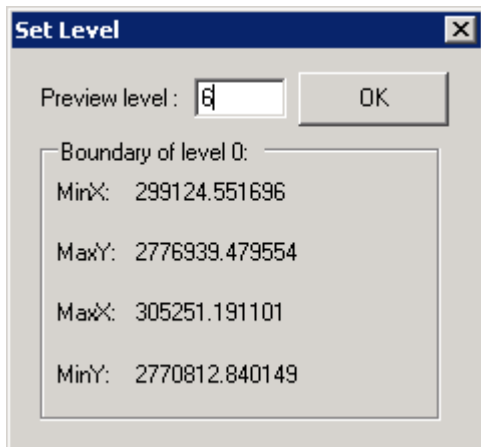 Set Level
Preview level : 6 OK
Boundary of level 0:
MinX: 299124.551696
MaxY: 2776939.479554
MaxX: 305251.191101
MinY: 2770812.840149